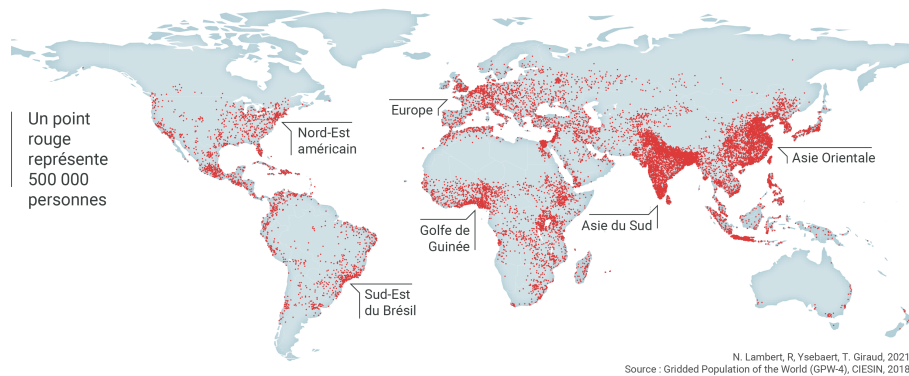 Un point
rouge
représente
500 000
personnes
Nord-Est
américain
Europe
Asie Orientale
Golfe de
Guinée
Asie du Sud
Sud-Est
du Brésil
N. Lambert, R, Ysebaert, T. Giraud, 2021
Source : Gridded Population of the World (GPW-4), CIESIN, 2018